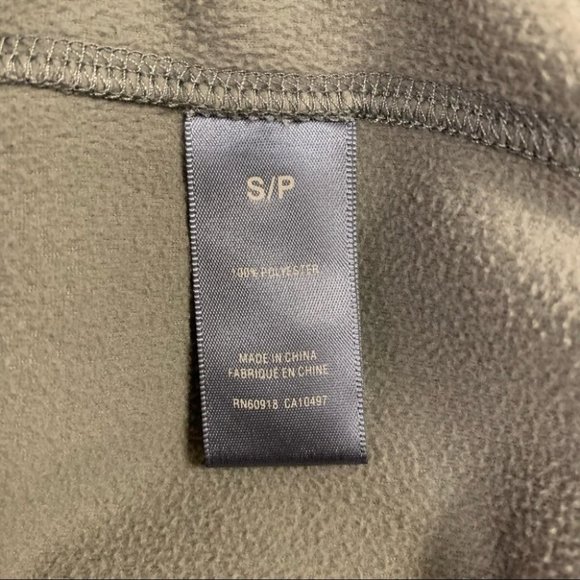 S/P
100% POLYESTER
MADE IN CHINA
FABRIQUÉ EN CHINE
RN60918 CA10497